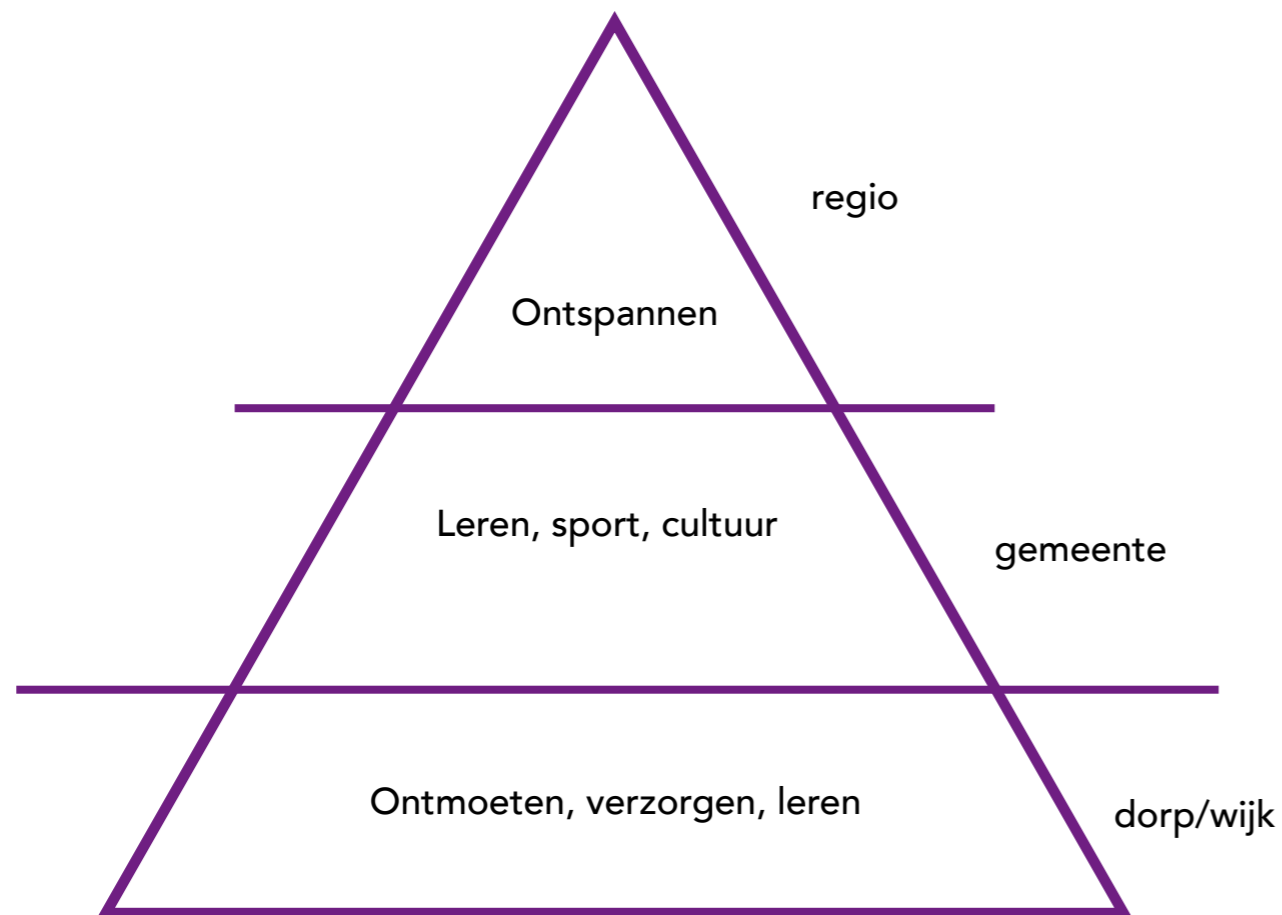 regio
Ontspannen
Leren, sport, cultuur
gemeente
Ontmoeten, verzorgen, leren
dorp/wijk